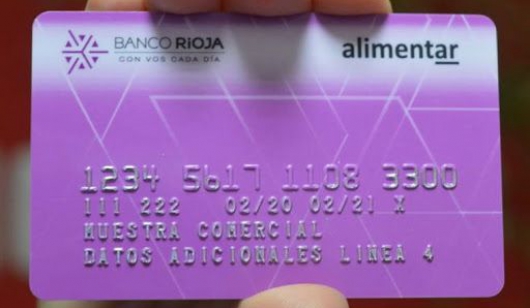 BANCO RIOJA
CON VOS CADA DÍA
alimentar
1234 5617 1108 3300
111 222 02/20 02/21 X
MUESTRA COMERCIAL
DATOS ADICIONALES LINEA 4